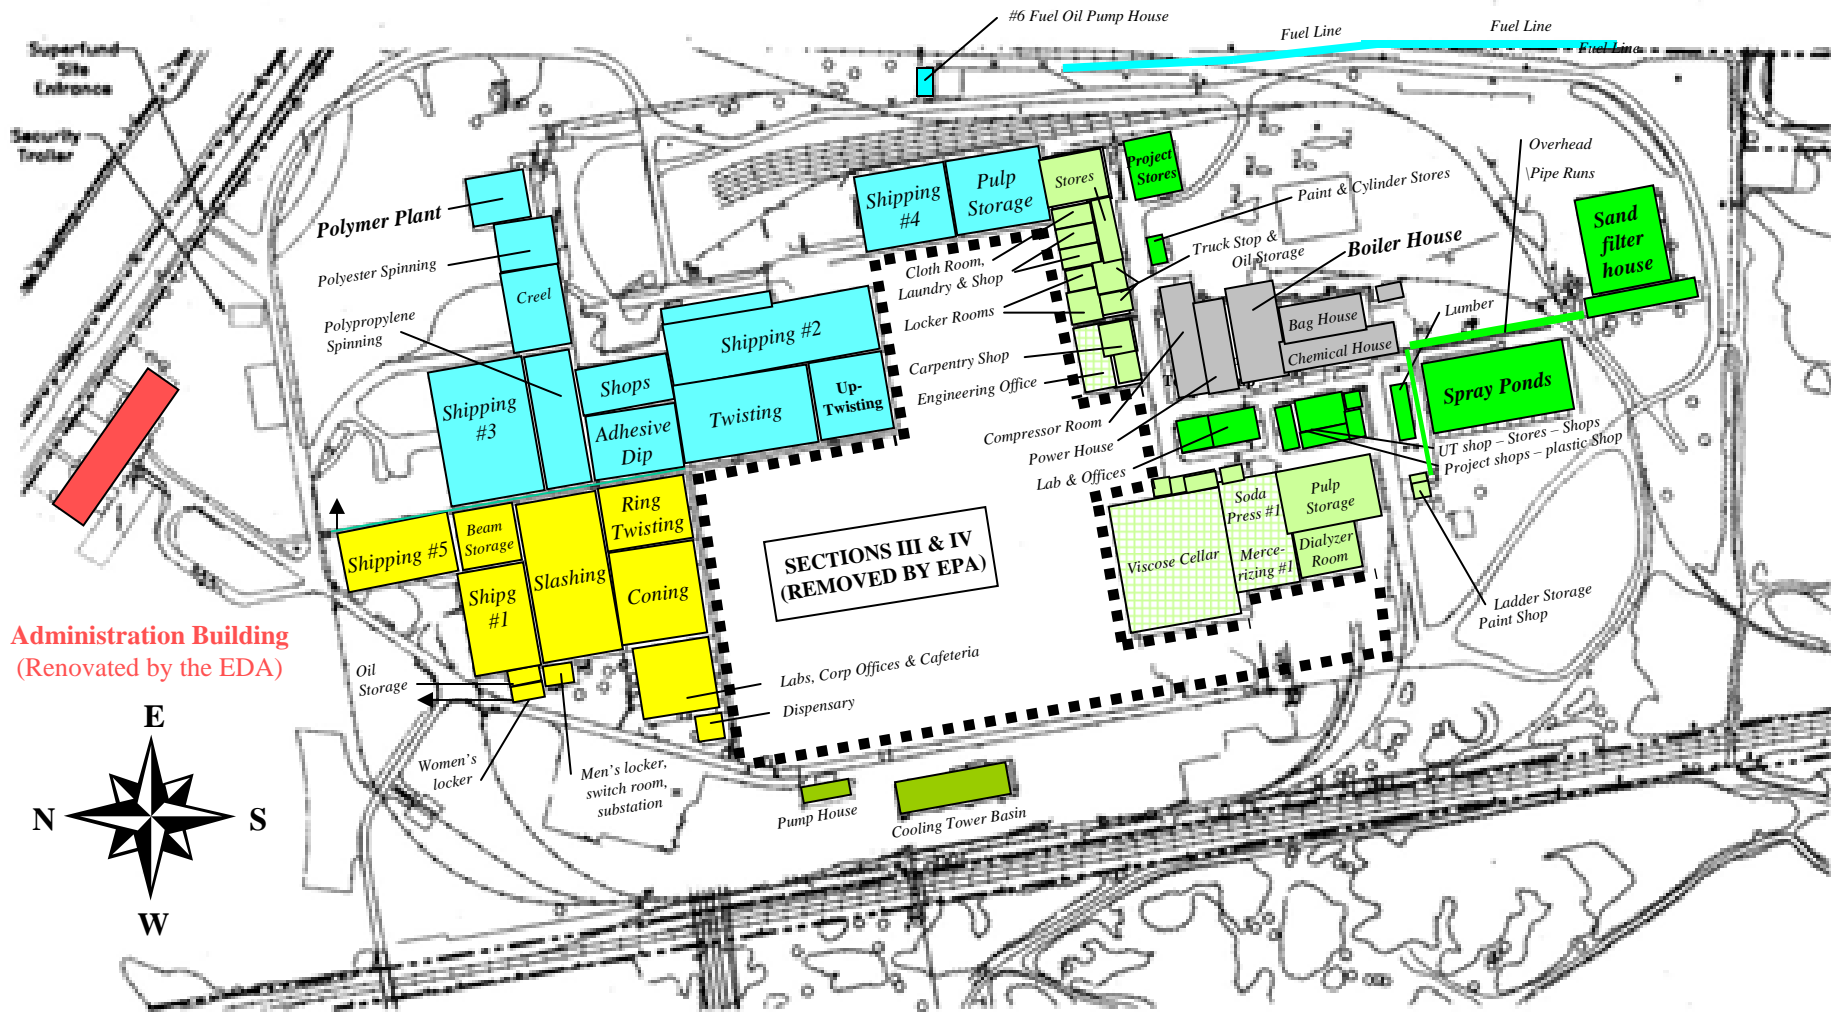 #6 Fuel Oil Pump House
Fuel Line
Fuel Line
Fuel Line
Superfund
Site
Entrance
Security
Trailer
Overhead
Pipe Runs
Project
Stores
Stores
Paint & Cylinder Stores
Shipping
#4
Pulp
Storage
Sand
filter
house
Polymer Plant
Polyester Spinning
Creel
Polypropylene
Spinning
Cloth Room,
Laundry & Shop
Locker Rooms
Truck Stop &
Oil Storage
Boiler House
Bag House
Chemical House
Lumber
Shipping #2
Carpentry Shop
Engineering Office
Shops
Shipping
#3
Twisting
Up-
Twisting
Adhesive
Dip
Spray Ponds
Compressor Room
Power House
Lab & Offices
UT shop – Stores – Shops
Project shops – plastic Shop
Ring
Twisting
Beam
Storage
Shipping #5
Slashing
Coning
Shipg
#1
SECTIONS III & IV
(REMOVED BY EPA)
Soda
Press #1
Pulp
Storage
Viscose Cellar
Merce-
rizing #1
Dialyzer
Room
Ladder Storage
Paint Shop
Administration Building
(Renovated by the EDA)
Oil
Storage
Labs, Corp Offices & Cafeteria
Dispensary
Women's
locker
Men's locker,
switch room,
substation
Pump House
Cooling Tower Basin
E
N
S
W